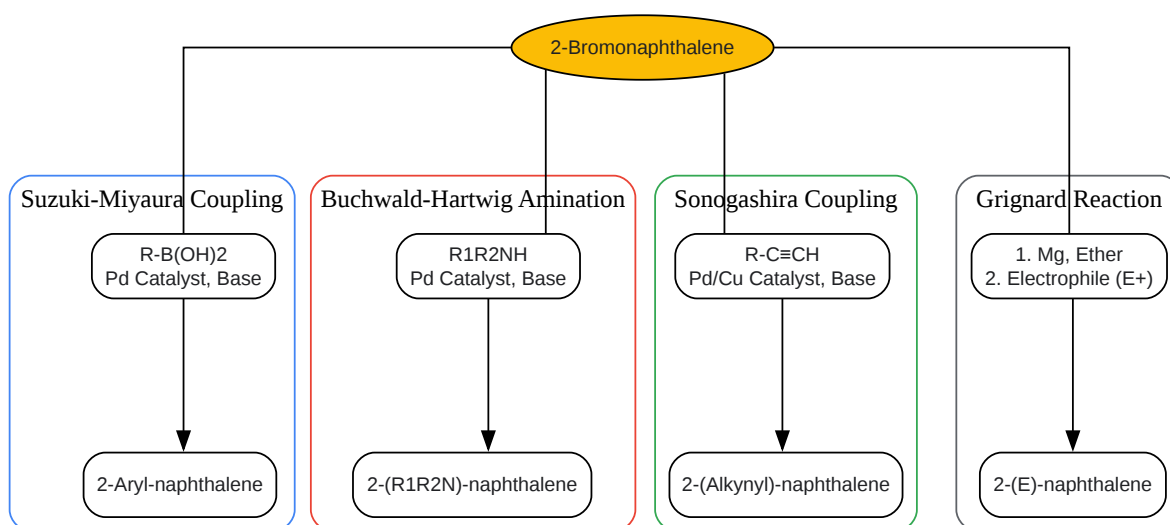 2-Bromonaphthalene
Suzuki-Miyaura Coupling
R-B(OH)2
Pd Catalyst, Base
2-Aryl-naphthalene
Buchwald-Hartwig Amination
R1R2NH
Pd Catalyst, Base
2-(R1R2N)-naphthalene
Sonogashira Coupling
R-C≡CH
Pd/Cu Catalyst, Base
2-(Alkynyl)-naphthalene
Grignard Reaction
1. Mg, Ether
2. Electrophile (E+)
2-(E)-naphthalene